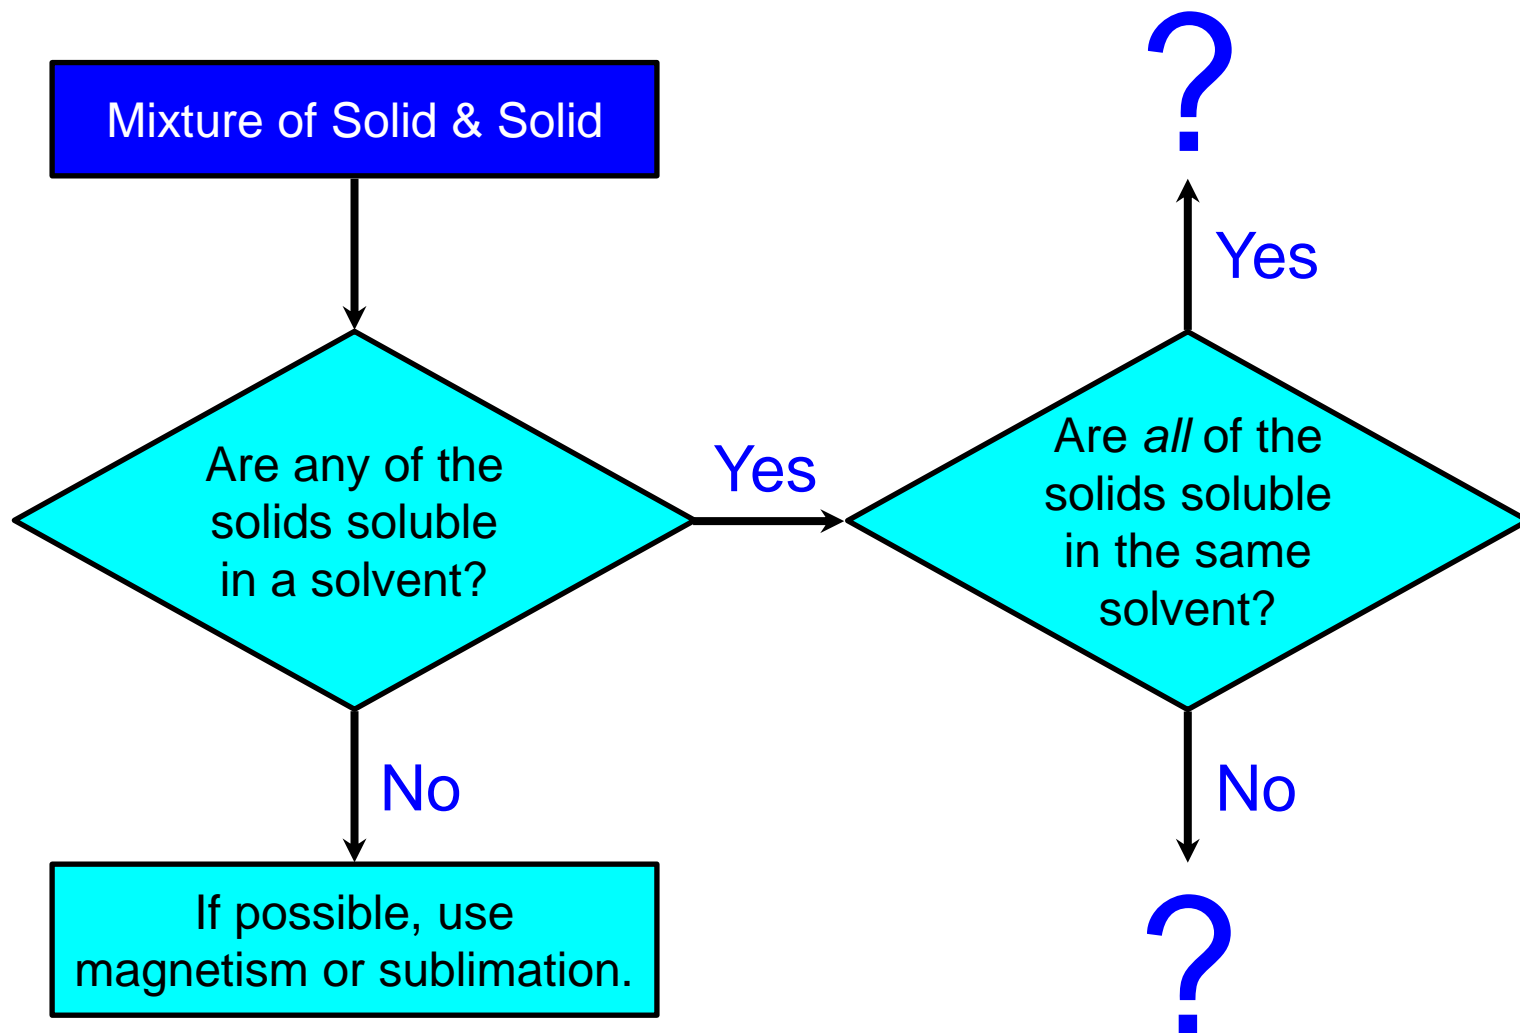 Mixture of Solid & Solid
Are any of the
solids soluble
in a solvent?
No
If possible, use
magnetism or sublimation.
Yes
Are all of the
solids soluble
in the same
solvent?
Yes
?
No
?